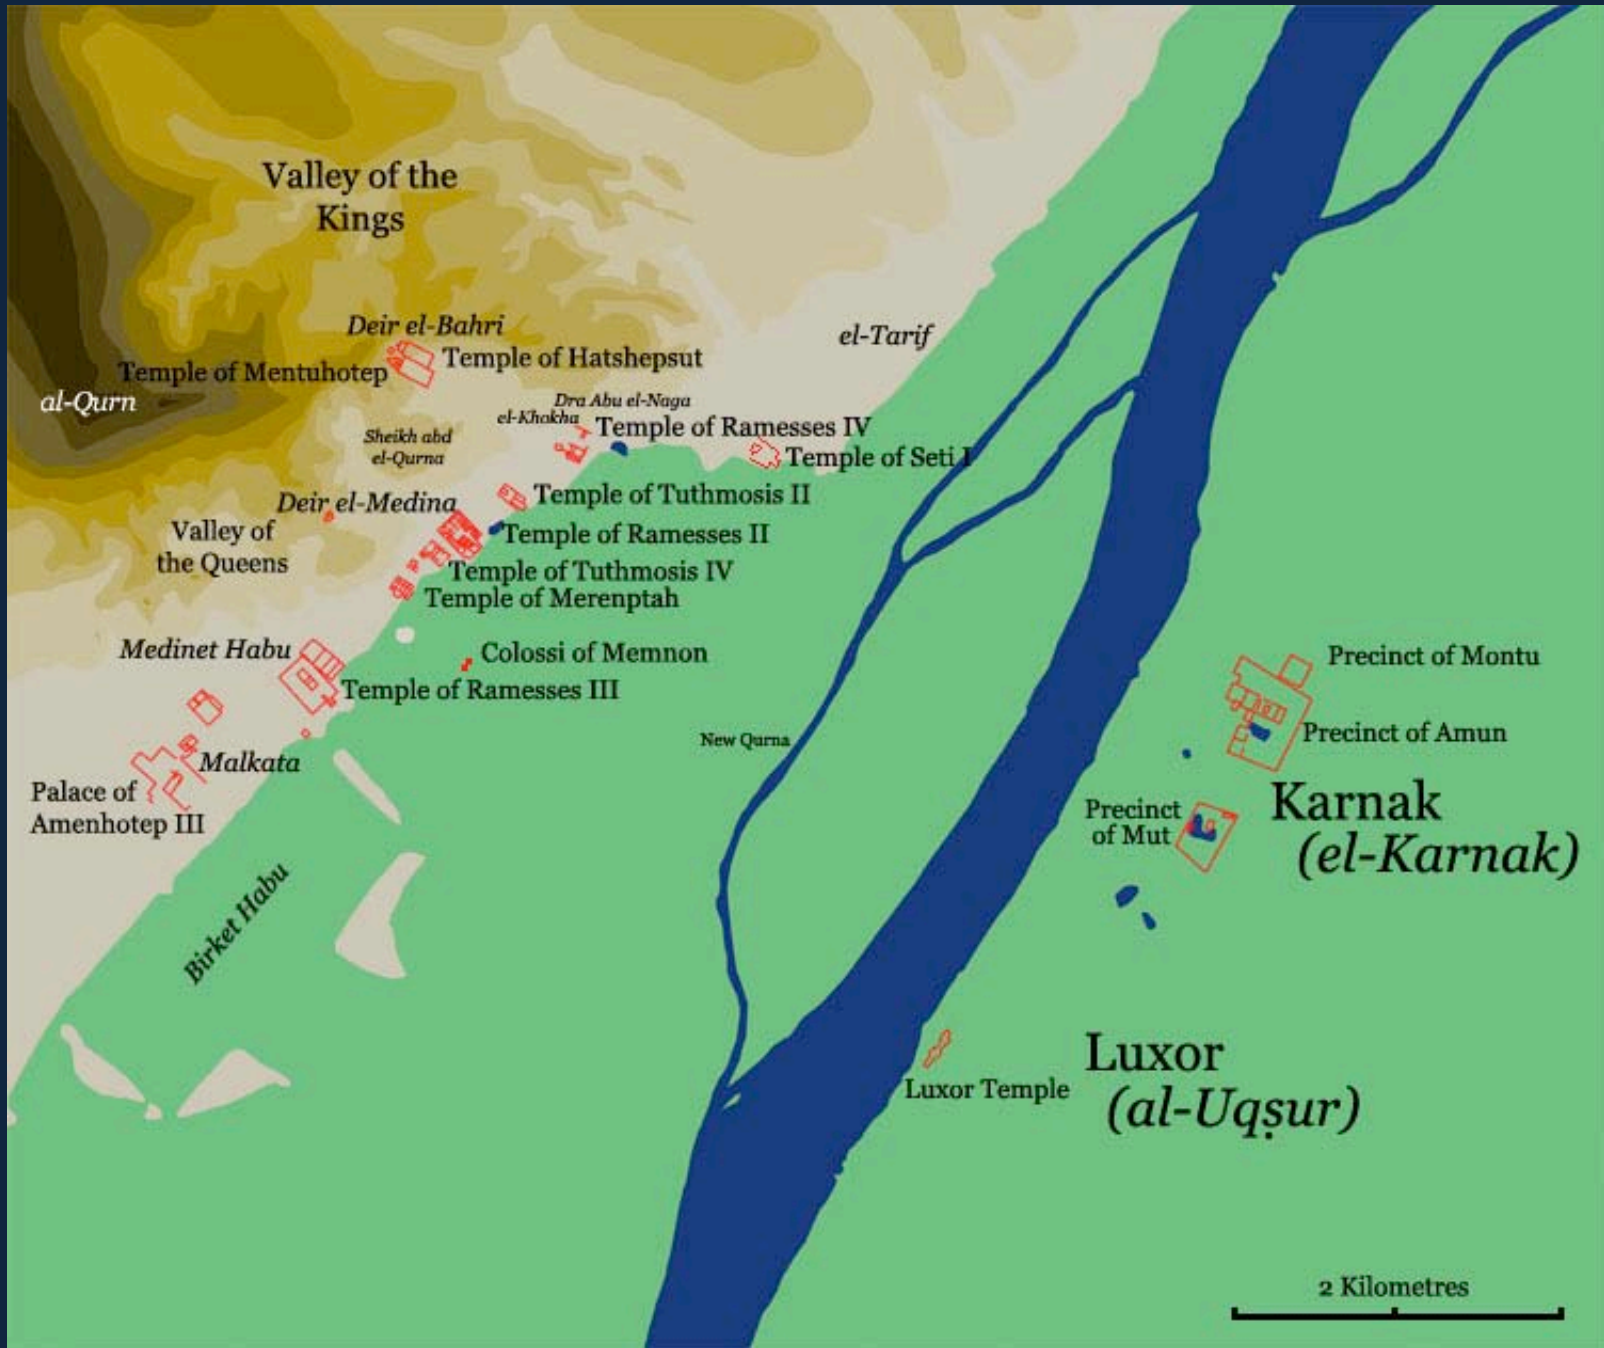 Valley of the
Kings
Deir el-Bahri
Temple of Hatshepsut
Temple of Mentuhotep
el-Tarif
al-Qurn
Dra Abu el-Naga
el-Khokha
Temple of Ramesses IV
Sheikh abd
el-Qurna
Temple of Seti I
Deir el-Medina
Temple of Tuthmosis II
Valley of
the Queens
Temple of Ramesses II
Temple of Tuthmosis IV
Temple of Merenptah
Medinet Habu
Colossi of Memnon
Precinct of Montu
Temple of Ramesses III
New Qurna
Precinct of Amun
Malkata
Palace of
Amenhotep III
Precinct
of Mut
Karnak
(el-Karnak)
Birket Habu
Luxor
(al-Uqṣur)
Luxor Temple
2 Kilometres